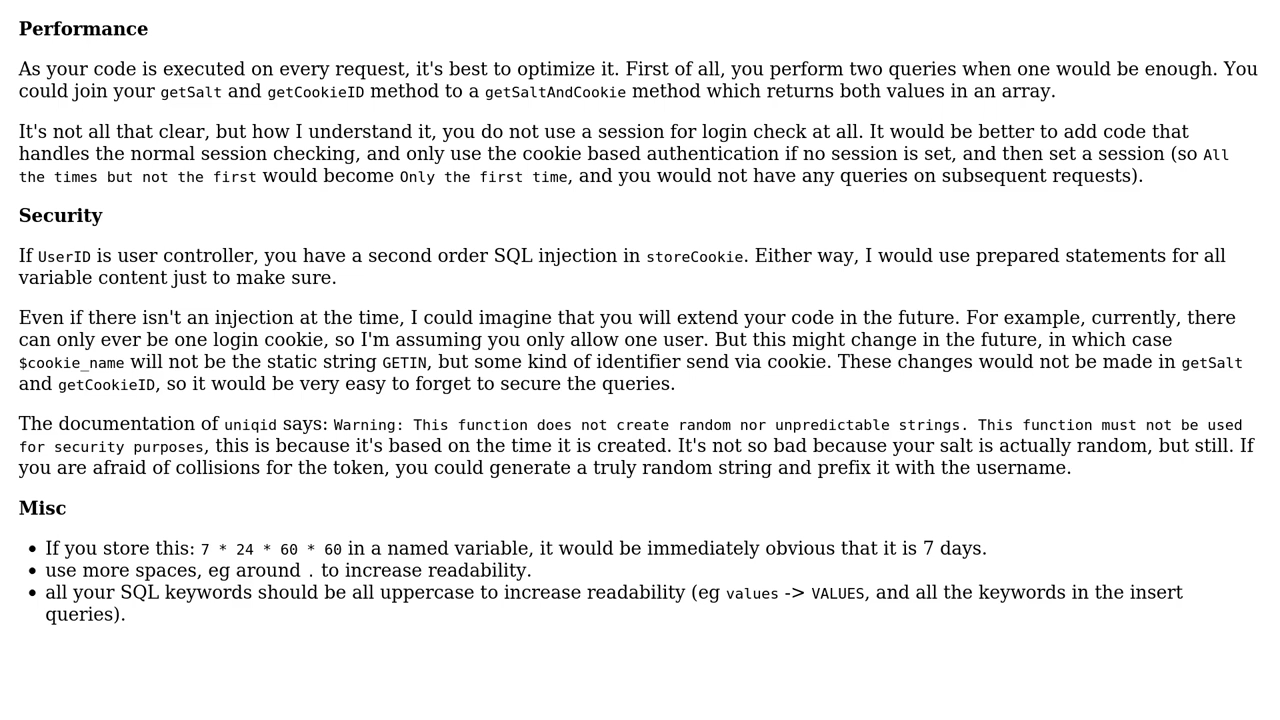 Performance
As your code is executed on every request, it's best to optimize it. First of all, you perform two queries when one would be enough. You
could join your getSalt and getCookieID method to a getSaltAndCookie method which returns both values in an array.
It's not all that clear, but how I understand it, you do not use a session for login check at all. It would be better to add code that
handles the normal session checking, and only use the cookie based authentication if no session is set, and then set a session (so All
the times but not the first would become Only the first time, and you would not have any queries on subsequent requests).
Security
If UserID is user controller, you have a second order SQL injection in storeCookie. Either way, I would use prepared statements for all
variable content just to make sure.
Even if there isn't an injection at the time, I could imagine that you will extend your code in the future. For example, currently, there
can only ever be one login cookie, so I'm assuming you only allow one user. But this might change in the future, in which case
$cookie_name will not be the static string GETIN, but some kind of identifier send via cookie. These changes would not be made in getSalt
and getCookieID, so it would be very easy to forget to secure the queries.
The documentation of uniqid says: Warning: This function does not create random nor unpredictable strings. This function must not be used
for security purposes, this is because it's based on the time it is created. It's not so bad because your salt is actually random, but still. If
you are afraid of collisions for the token, you could generate a truly random string and prefix it with the username.
Misc
• If you store this: 7 * 24 * 60 * 60 in a named variable, it would be immediately obvious that it is 7 days.
• use more spaces, eg around . to increase readability.
• all your SQL keywords should be all uppercase to increase readability (eg values -> VALUES, and all the keywords in the insert
queries).